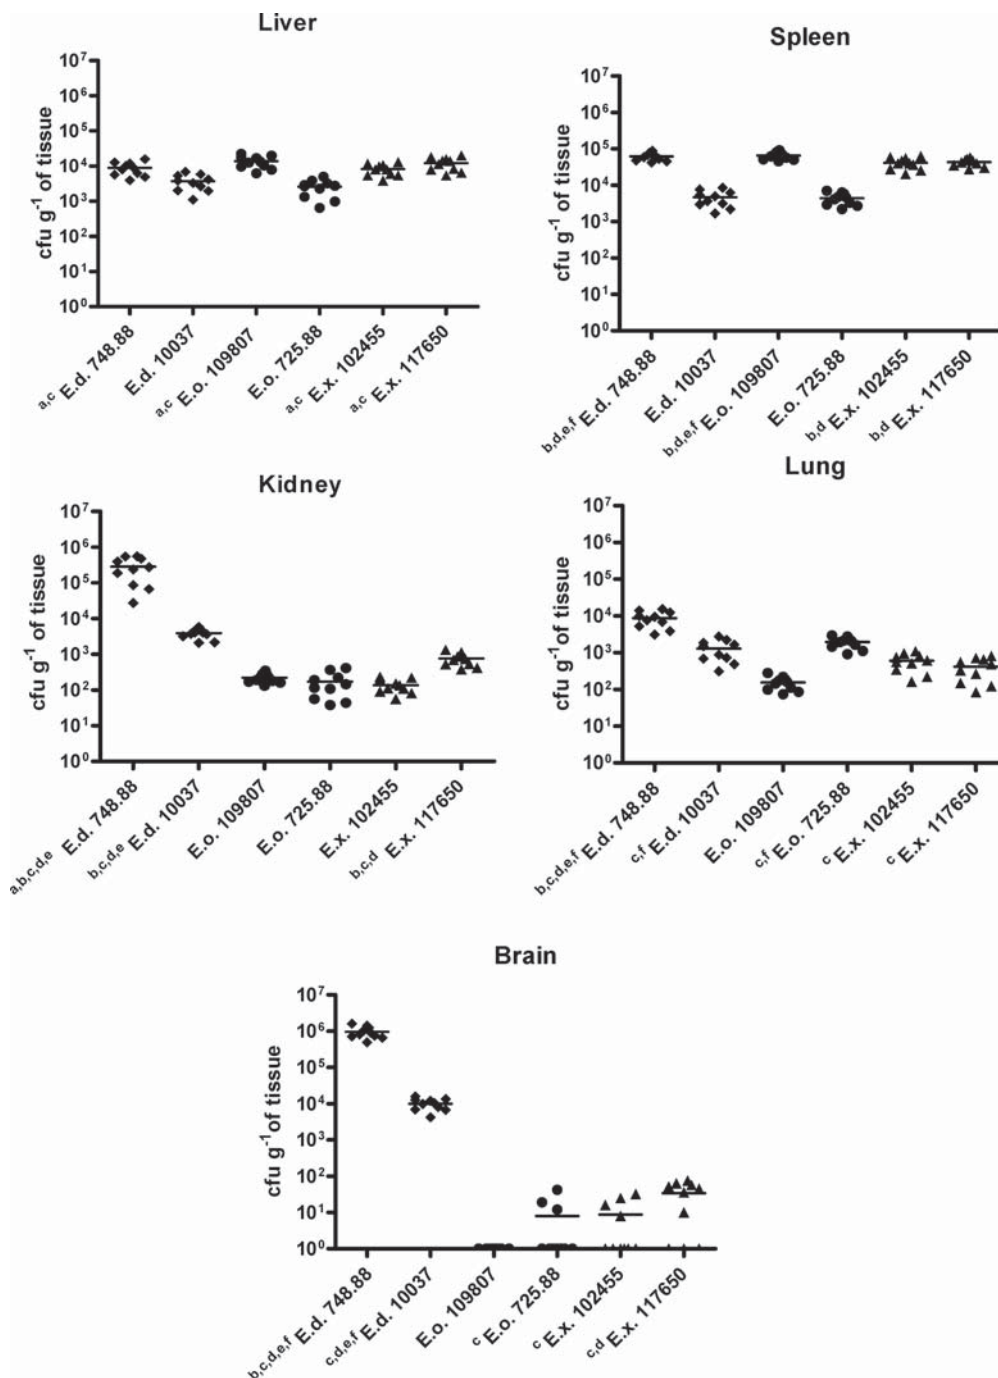 Liver
cfu g⁻¹ of tissue
10⁷
10⁶
10⁵
10⁴
10³
10²
10¹
10⁰
a,c E.d. 748.88
E.d. 10037
a,c E.o. 109807
E.o. 725.88
a,c E.x. 102455
a,c E.x. 117650
Spleen
cfu g⁻¹ of tissue
10⁷
10⁶
10⁵
10⁴
10³
10²
10¹
10⁰
b,d,e,f E.d. 748.88
E.d. 10037
b,d,e,f E.o. 109807
E.o. 725.88
b,d E.x. 102455
b,d E.x. 117650
Kidney
cfu g⁻¹ of tissue
10⁷
10⁶
10⁵
10⁴
10³
10²
10¹
10⁰
a,b,c,d,e E.d. 748.88
b,c,d,e E.d. 10037
E.o. 109807
E.o. 725.88
E.x. 102455
b,c,d E.x. 117650
Lung
cfu g⁻¹ of tissue
10⁷
10⁶
10⁵
10⁴
10³
10²
10¹
10⁰
b,c,d,e,f E.d. 748.88
c,f E.d. 10037
E.o. 109807
c,f E.o. 725.88
c E.x. 102455
c E.x. 117650
Brain
cfu g⁻¹ of tissue
10⁷
10⁶
10⁵
10⁴
10³
10²
10¹
10⁰
b,c,d,e,f E.d. 748.88
c,d,e,f E.d. 10037
E.o. 109807
c E.o. 725.88
c E.x. 102455
c,d E.x. 117650